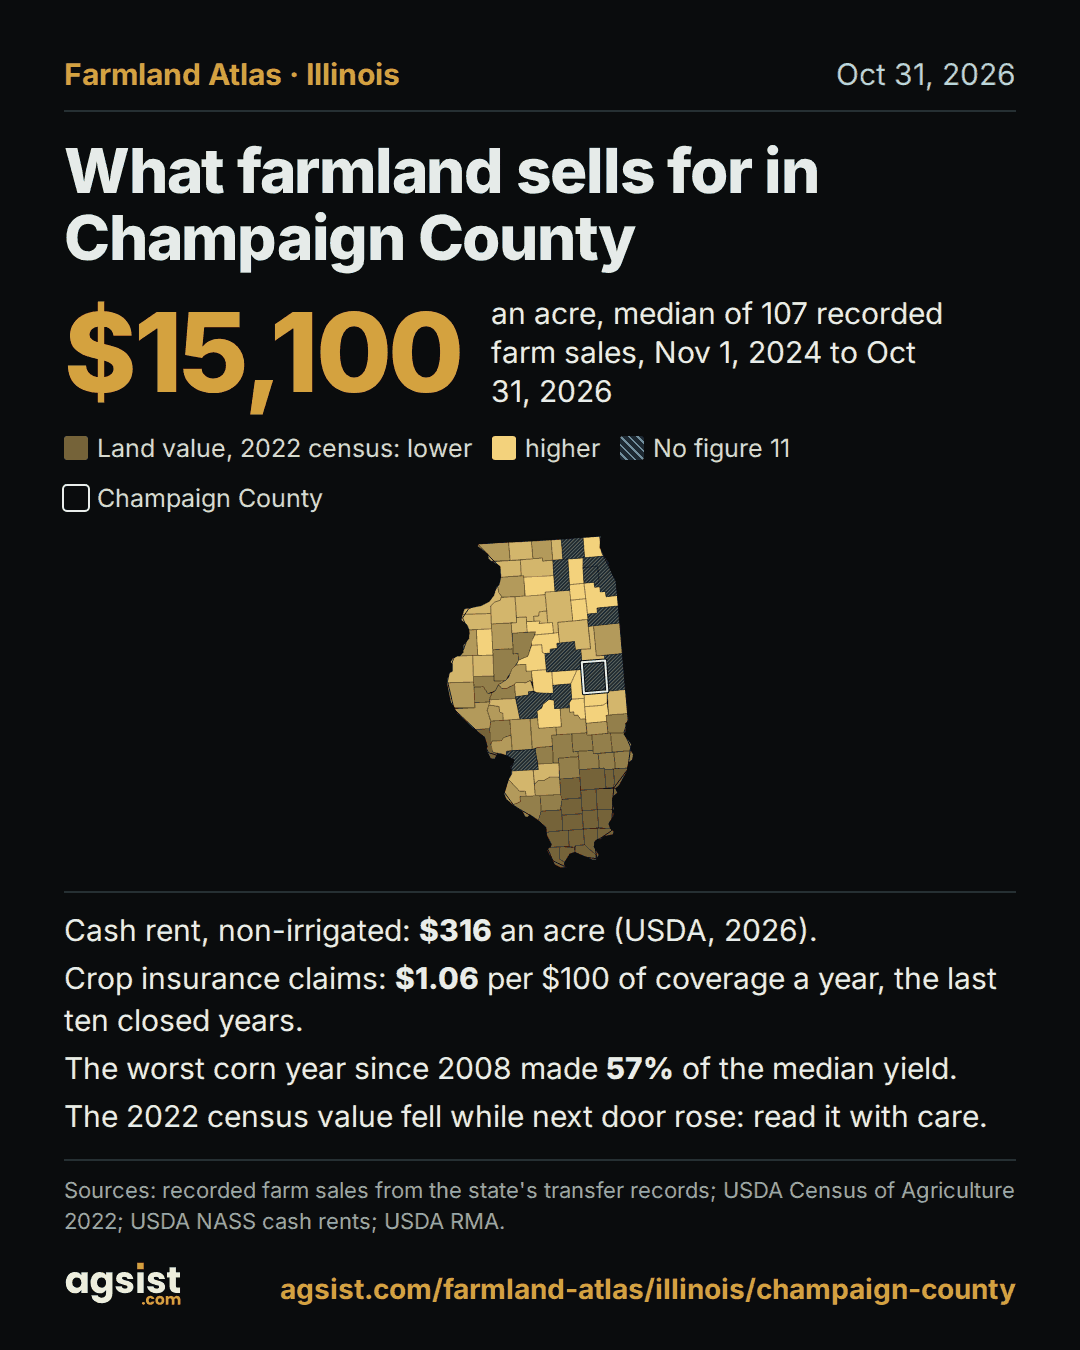 Farmland Atlas · Illinois
Oct 31, 2026
What farmland sells for in
Champaign County
$15,100
an acre, median of 107 recorded
farm sales, Nov 1, 2024 to Oct
31, 2026
Land value, 2022 census: lower
higher
No figure 11
Champaign County
Cash rent, non-irrigated: $316 an acre (USDA, 2026).
Crop insurance claims: $1.06 per $100 of coverage a year, the last
ten closed years.
The worst corn year since 2008 made 57% of the median yield.
The 2022 census value fell while next door rose: read it with care.
Sources: recorded farm sales from the state's transfer records; USDA Census of Agriculture
2022; USDA NASS cash rents; USDA RMA.
agsist
.com
agsist.com/farmland-atlas/illinois/champaign-county